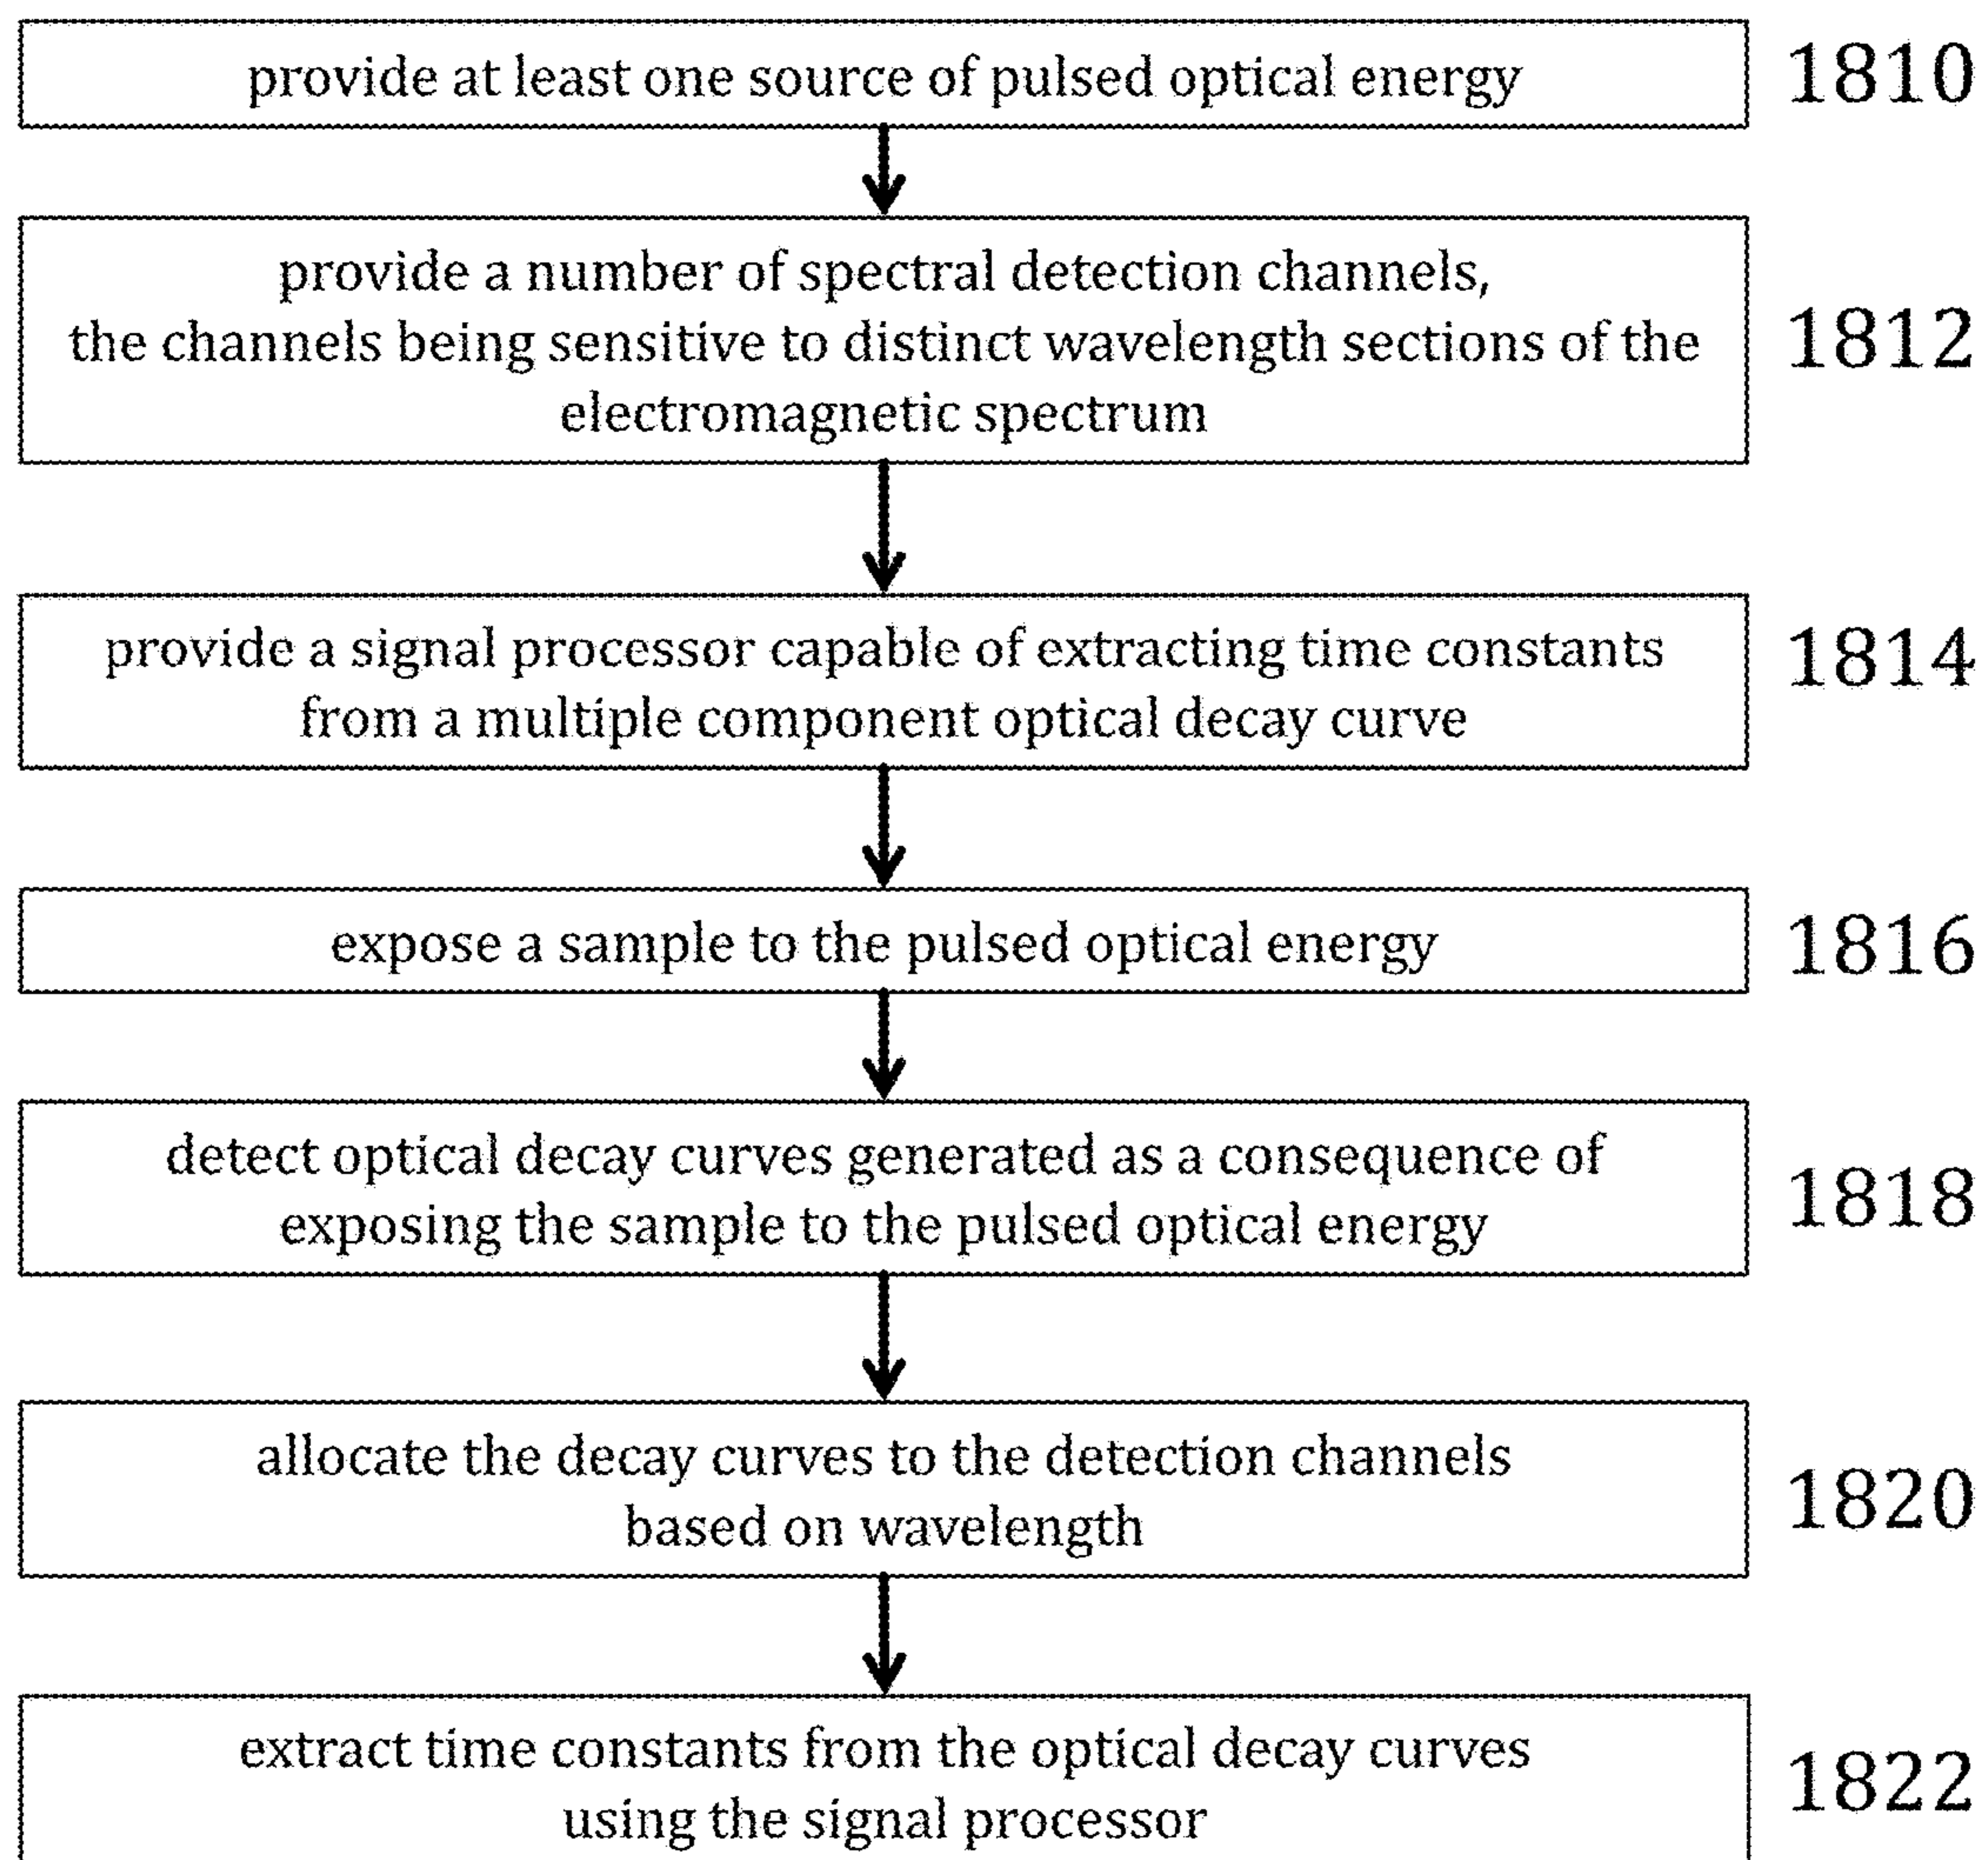 provide at least one source of pulsed optical energy
1810
provide a number of spectral detection channels,
the channels being sensitive to distinct wavelength sections of the
electromagnetic spectrum
1812
provide a signal processor capable of extracting time constants
from a multiple component optical decay curve
1814
expose a sample to the pulsed optical energy
1816
detect optical decay curves generated as a consequence of
exposing the sample to the pulsed optical energy
1818
allocate the decay curves to the detection channels
based on wavelength
1820
extract time constants from the optical decay curves
using the signal processor
1822